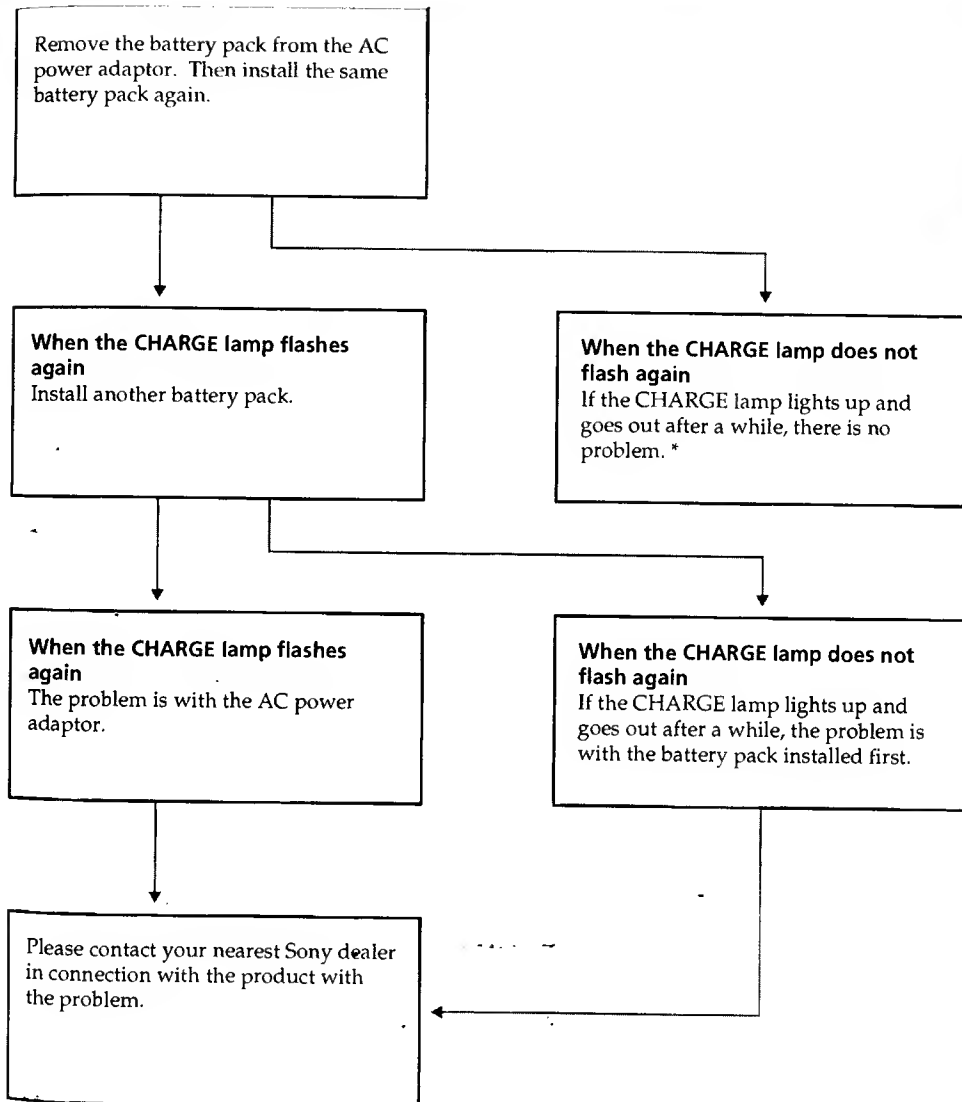 Remove the battery pack from the AC
power adaptor. Then install the same
battery pack again.
When the CHARGE lamp flashes
again
Install another battery pack.
When the CHARGE lamp does not
flash again
If the CHARGE lamp lights up and
goes out after a while, there is no
problem. *
When the CHARGE lamp flashes
again
The problem is with the AC power
adaptor.
When the CHARGE lamp does not
flash again
If the CHARGE lamp lights up and
goes out after a while, the problem is
with the battery pack installed first.
Please contact your nearest Sony dealer
in connection with the product with
the problem.